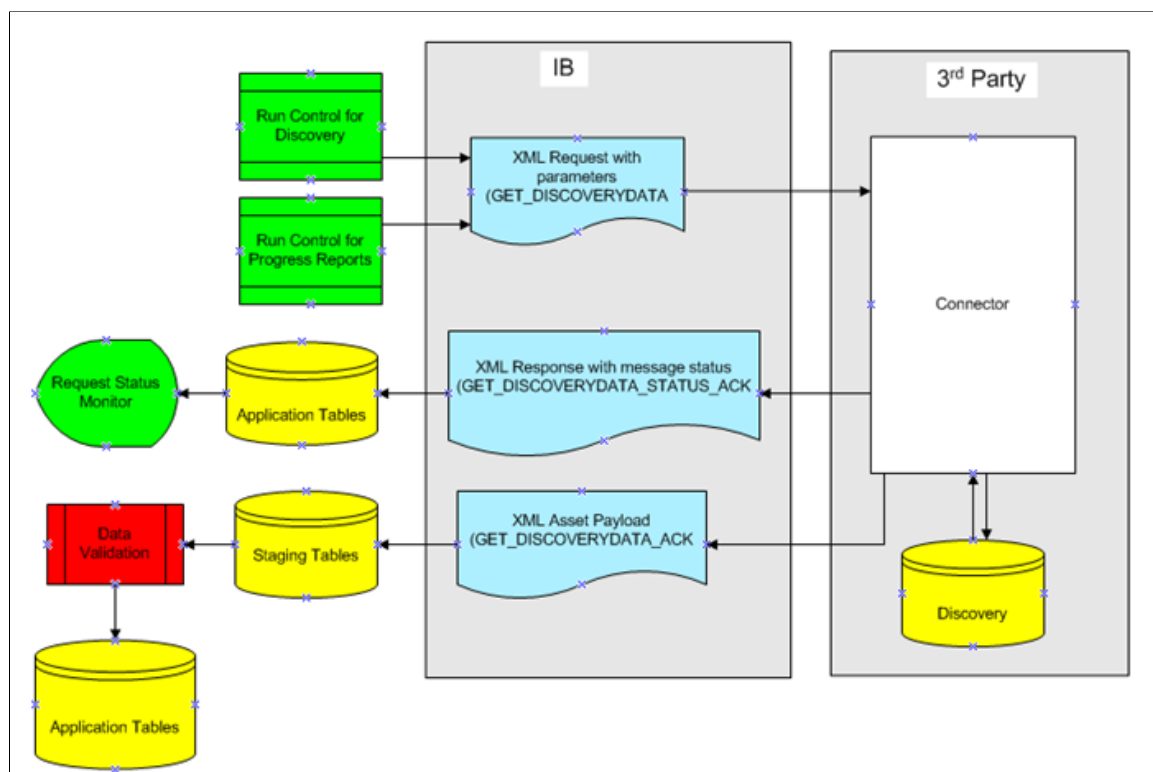 IB
3rd Party
Run Control for
Discovery
XML Request with
parameters
(GET_DISCOVERYDATA
Run Control for
Progress Reports
Connector
XML Response with message status
(GET_DISCOVERYDATA_STATUS_ACK
Request Status
Monitor
Application Tables
XML Asset Payload
(GET_DISCOVERYDATA_ACK
Data
Validation
Staging Tables
Discovery
Application Tables